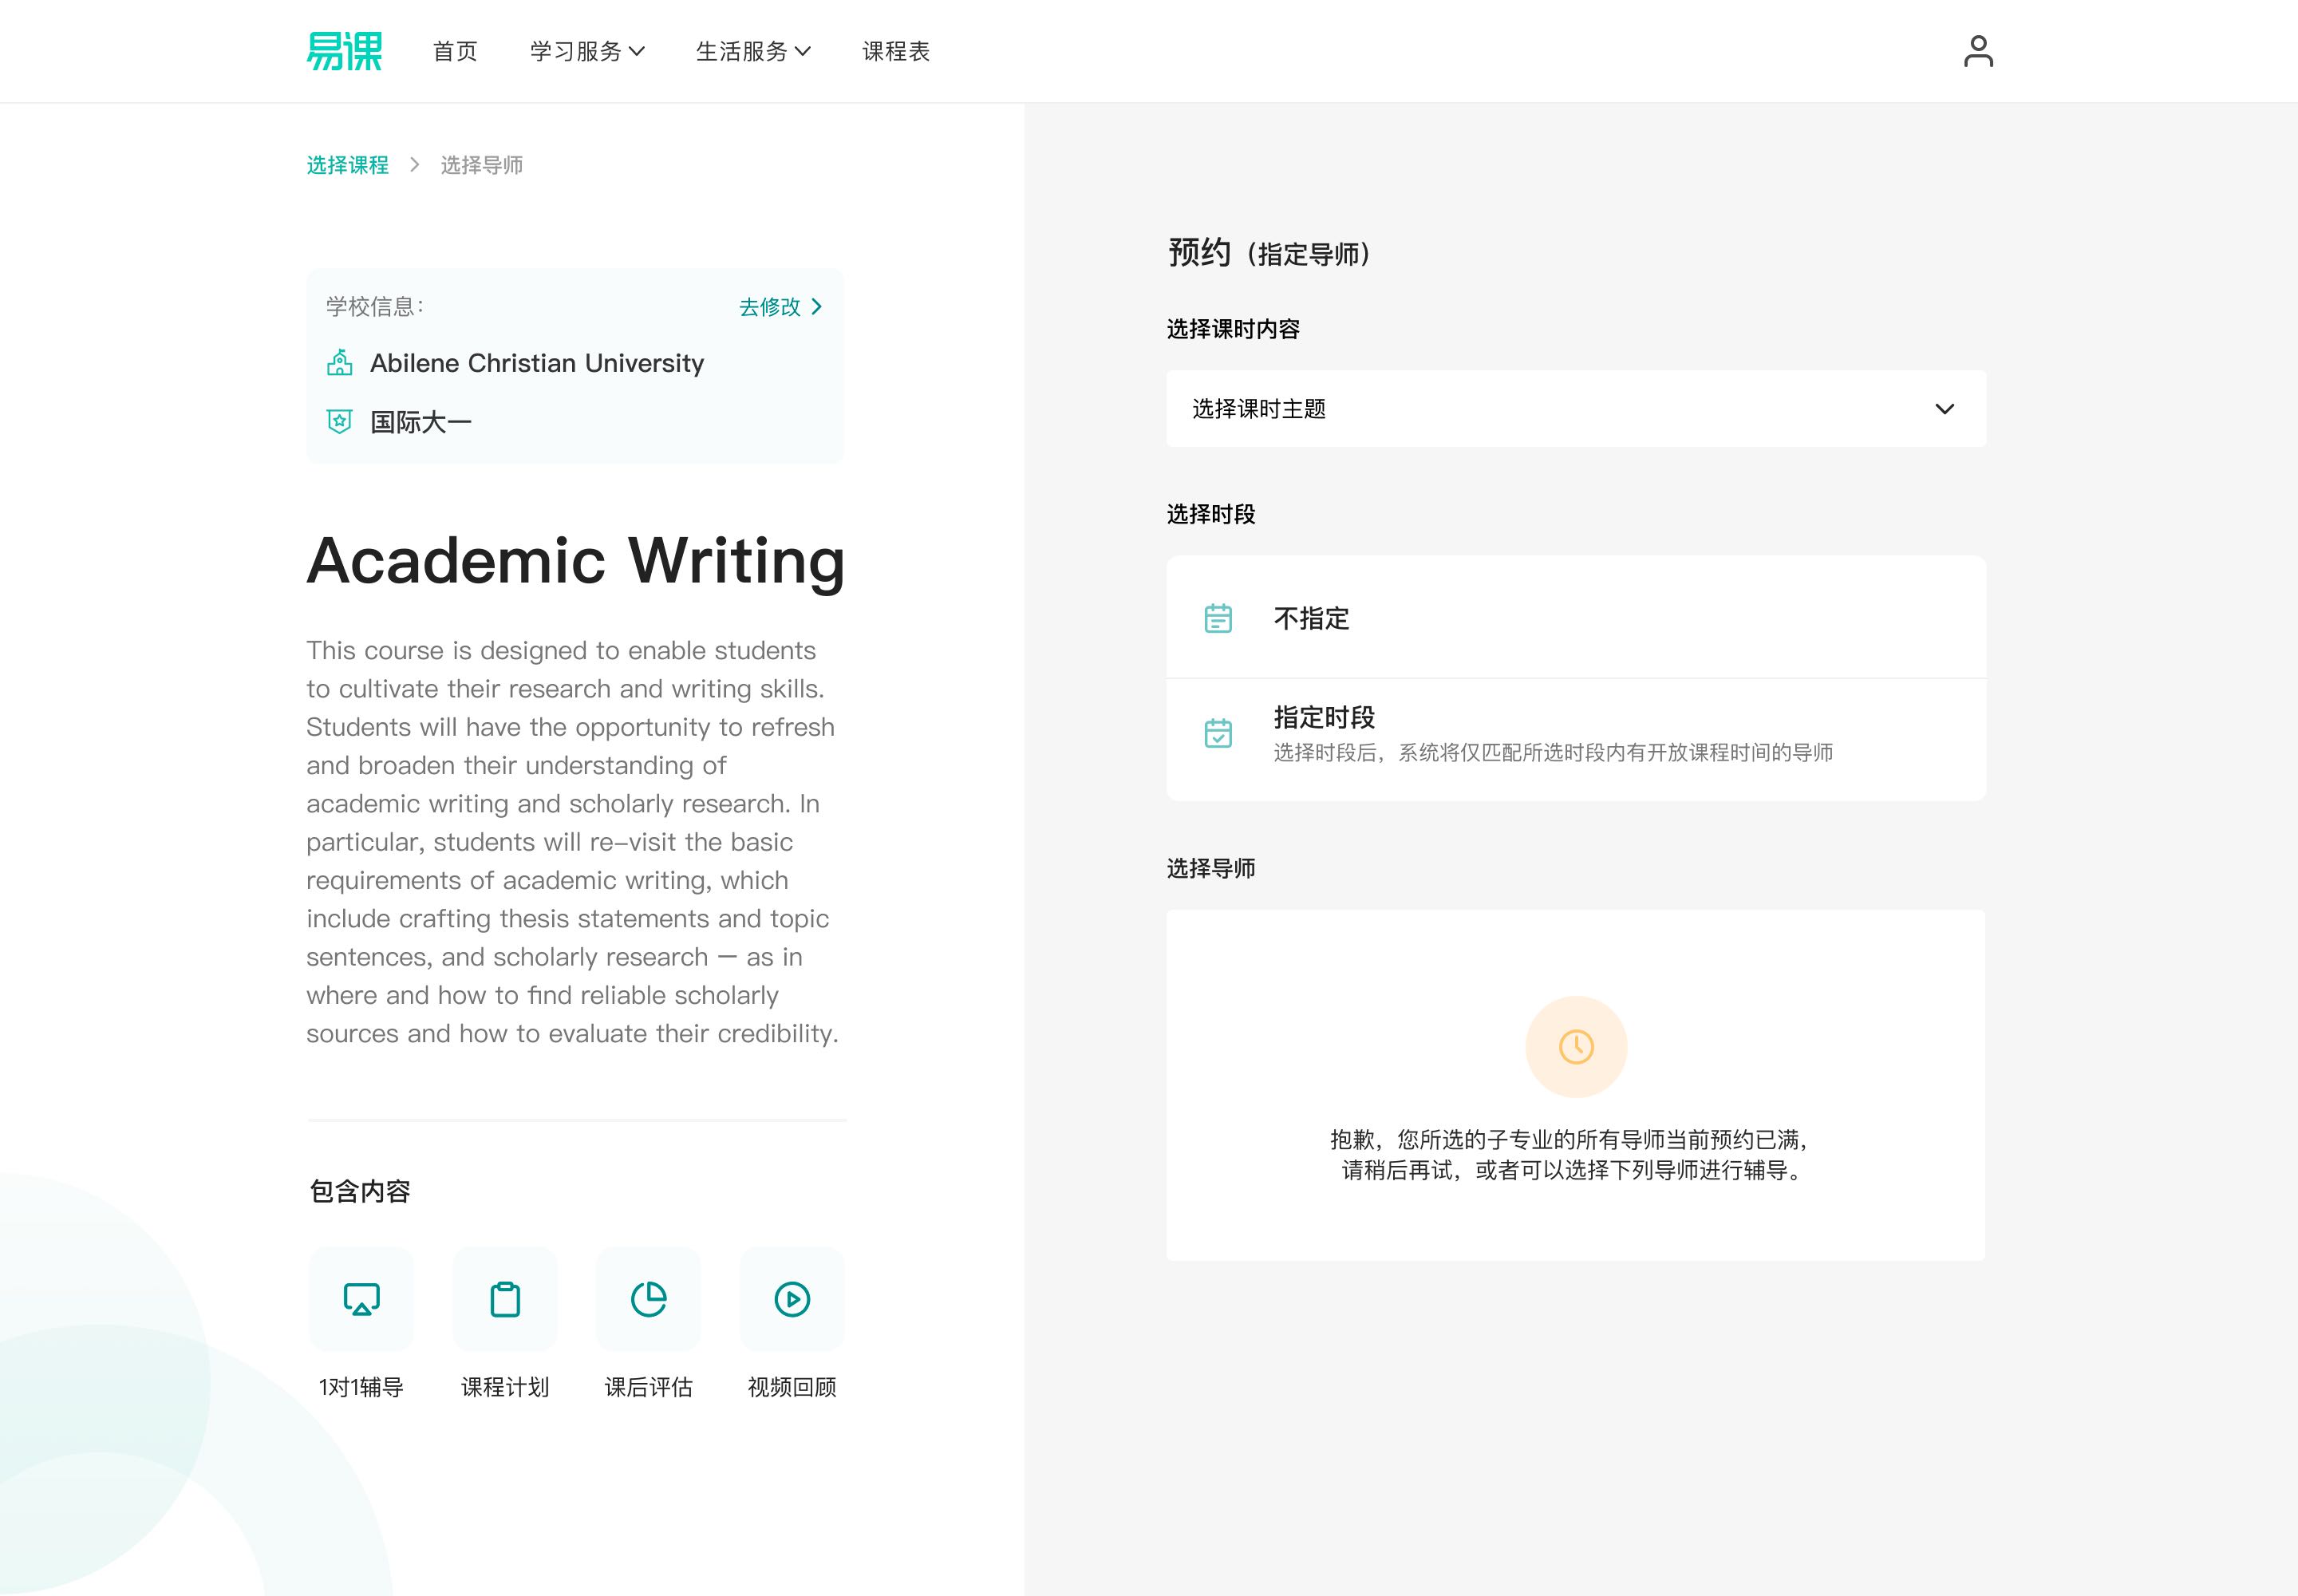 易课
首页
学习服务
生活服务
课程表
选择课程 > 选择导师
学校信息：
去修改 >
Abilene Christian University
国际大一
Academic Writing
This course is designed to enable students
to cultivate their research and writing skills.
Students will have the opportunity to refresh
and broaden their understanding of
academic writing and scholarly research. In
particular, students will re–visit the basic
requirements of academic writing, which
include crafting thesis statements and topic
sentences, and scholarly research — as in
where and how to find reliable scholarly
sources and how to evaluate their credibility.
包含内容
1对1辅导
课程计划
课后评估
视频回顾
预约（指定导师）
选择课时内容
选择课时主题
选择时段
不指定
指定时段
选择时段后，系统将仅匹配所选时段内有开放课程时间的导师
选择导师
抱歉，您所选的子专业的所有导师当前预约已满，
请稍后再试，或者可以选择下列导师进行辅导。